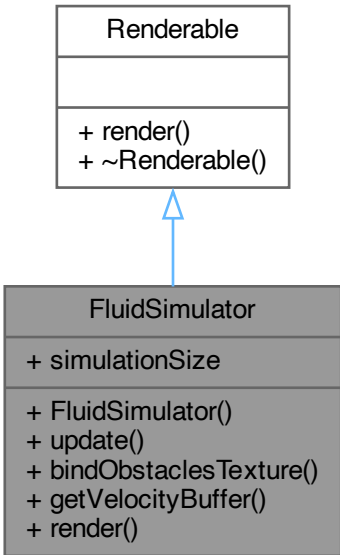 Renderable
+ render()
+ ~Renderable()
FluidSimulator
+ simulationSize
+ FluidSimulator()
+ update()
+ bindObstaclesTexture()
+ getVelocityBuffer()
+ render()